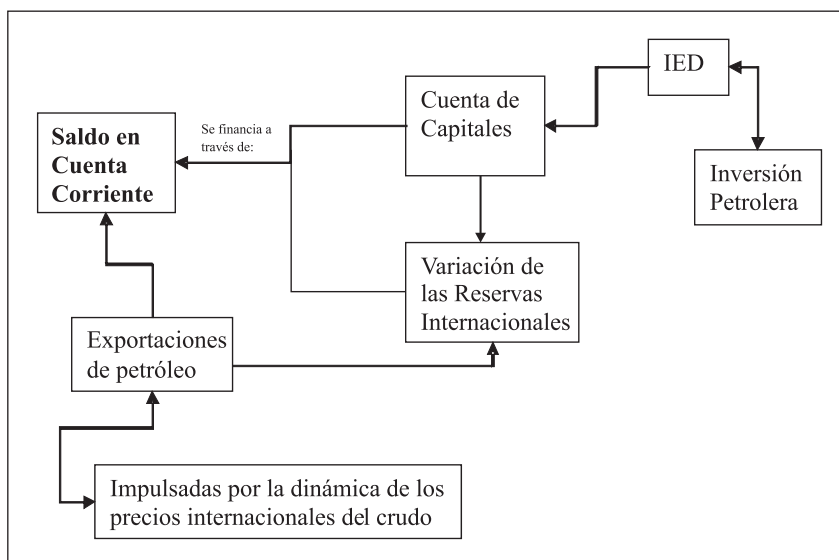 IED
Cuenta de
Capitales
Saldo en
Cuenta
Corriente
Se financia a
través de:
Inversión
Petrolera
Variación de
las Reservas
Internacionales
Exportaciones
de petróleo
Impulsadas por la dinámica de los
precios internacionales del crudo